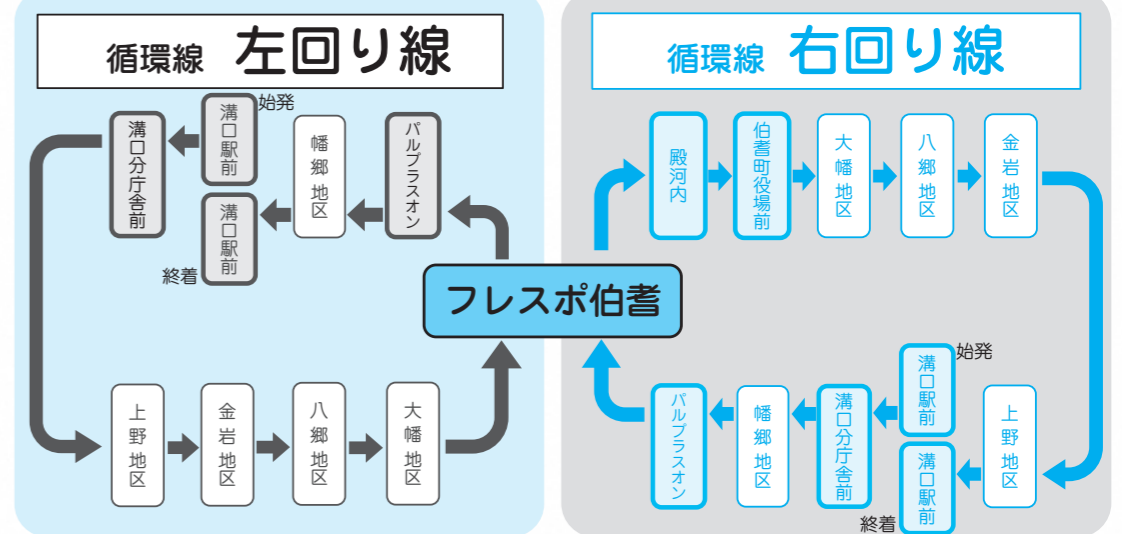 循環線 左回り線
始発
溝口駅前
溝口分庁舎前
幡郷地区
パルプラスオン
溝口駅前
終着
上野地区
金岩地区
八郷地区
大幡地区
フレスポ伯耆
循環線 右回り線
殿河内
伯耆町役場前
大幡地区
八郷地区
金岩地区
始発
溝口駅前
上野地区
溝口駅前
終着
溝口分庁舎前
幡郷地区
パルプラスオン